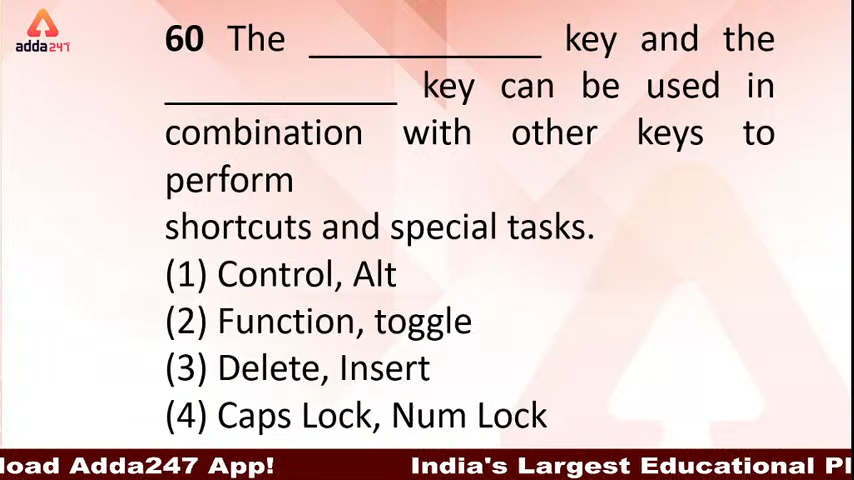 adda247
60 The ____________ key and the
____________ key can be used in
combination with other keys to
perform
shortcuts and special tasks.
(1) Control, Alt
(2) Function, toggle
(3) Delete, Insert
(4) Caps Lock, Num Lock
load Adda247 App! India's Largest Educational Pl